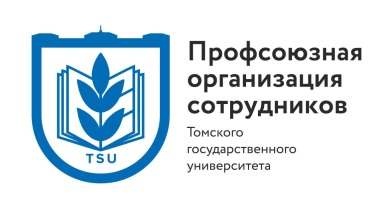 Профсоюзная
организация
сотрудников
Томского
государственного
университета
TSU